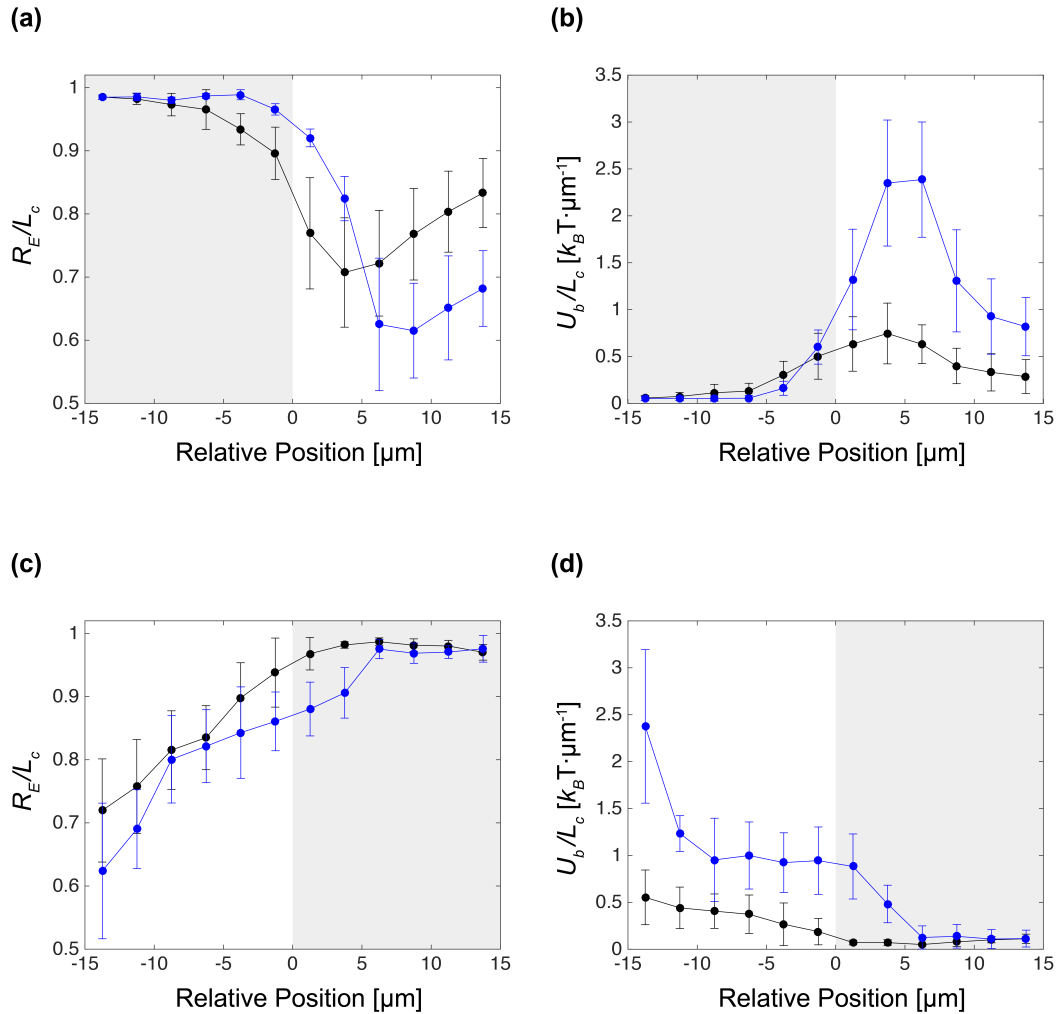 (a)
(b)
1
0.9
0.8
0.7
0.6
0.5
R_E/L_c
-15 -10 -5 0 5 10 15
Relative Position [µm]
3.5
3
2.5
2
1.5
1
0.5
0
U_b/L_c [k_BT·µm⁻¹]
-15 -10 -5 0 5 10 15
Relative Position [µm]
(c)
(d)
1
0.9
0.8
0.7
0.6
0.5
R_E/L_c
-15 -10 -5 0 5 10 15
Relative Position [µm]
3.5
3
2.5
2
1.5
1
0.5
0
U_b/L_c [k_BT·µm⁻¹]
-15 -10 -5 0 5 10 15
Relative Position [µm]